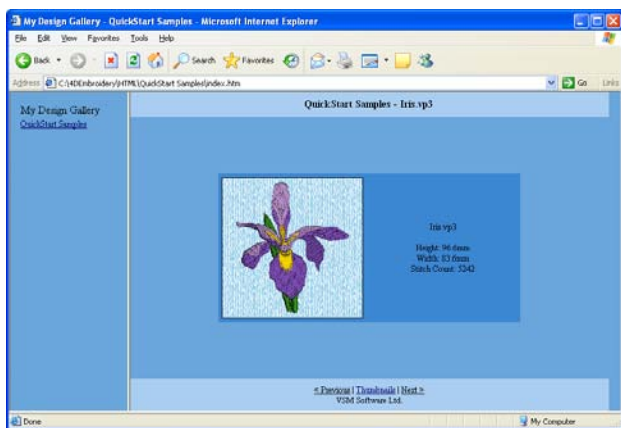 My Design Gallery - QuickStart Samples - Microsoft Internet Explorer
File Edit View Favorites Tools Help
Back Search Favorites
Address C:\4DEmbroidery\HTML\QuickStart Samples\index.htm Go Links
My Design Gallery
QuickStart Samples
QuickStart Samples - Iris.vp3
Iris.vp3
Height: 96.6mm
Width: 83.6mm
Stitch Count: 5242
< Previous | Thumbnails | Next >
VSM Software Ltd.
Done My Computer